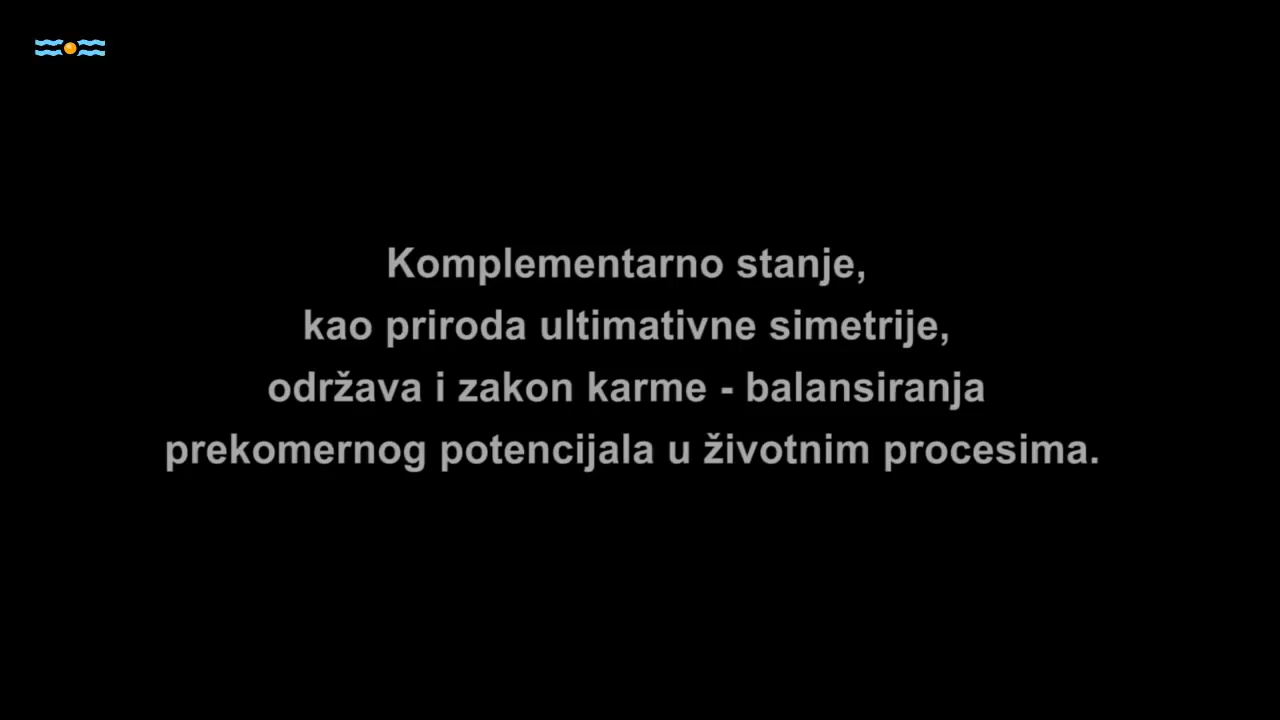 Komplementarno stanje,
kao priroda ultimativne simetrije,
održava i zakon karme - balansiranja
prekomernog potencijala u životnim procesima.